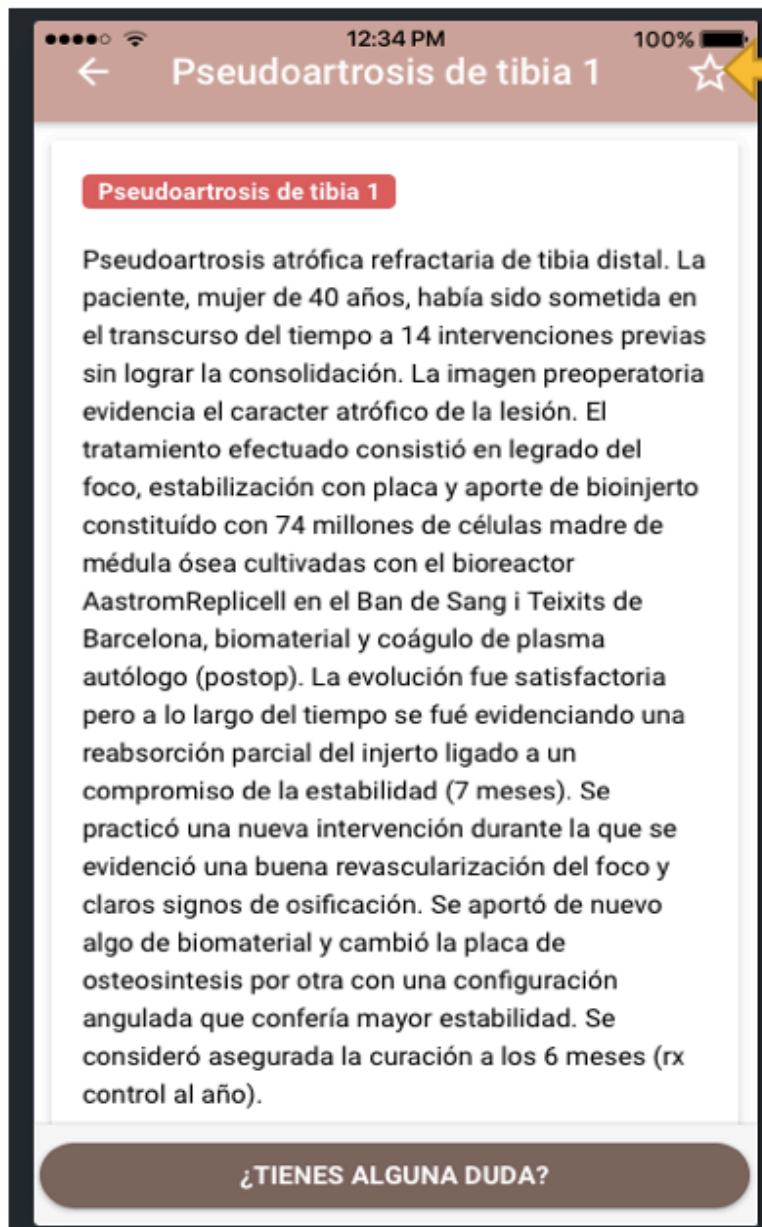 12:34 PM
100%
Pseudoartrosis de tibia 1
Pseudoartrosis de tibia 1
Pseudoartrosis atrófica refractaria de tibia distal. La
paciente, mujer de 40 años, había sido sometida en
el transcurso del tiempo a 14 intervenciones previas
sin lograr la consolidación. La imagen preoperatoria
evidencia el caracter atrófico de la lesión. El
tratamiento efectuado consistió en legrado del
foco, estabilización con placa y aporte de bioinjerto
constituído con 74 millones de células madre de
médula ósea cultivadas con el bioreactor
AastromReplicell en el Ban de Sang i Teixits de
Barcelona, biomaterial y coágulo de plasma
autólogo (postop). La evolución fue satisfactoria
pero a lo largo del tiempo se fué evidenciando una
reabsorción parcial del injerto ligado a un
compromiso de la estabilidad (7 meses). Se
practicó una nueva intervención durante la que se
evidenció una buena revascularización del foco y
claros signos de osificación. Se aportó de nuevo
algo de biomaterial y cambió la placa de
osteosintesis por otra con una configuración
angulada que confería mayor estabilidad. Se
consideró asegurada la curación a los 6 meses (rx
control al año).
¿TIENES ALGUNA DUDA?